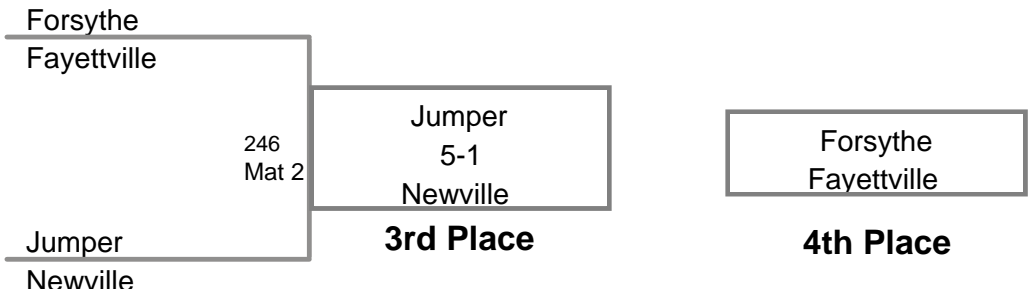 Forsythe
Fayettville
246
Mat 2
Jumper
Newville
Jumper
5-1
Newville
3rd Place
Forsythe
Fayettville
4th Place